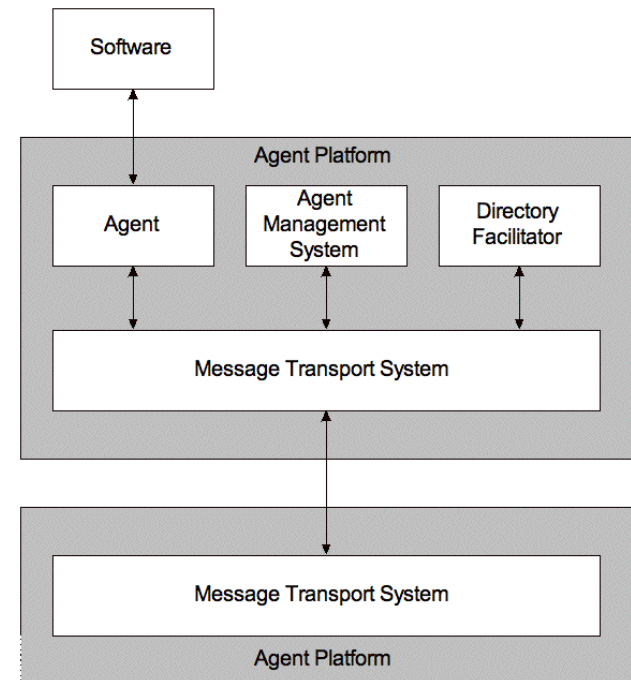 Software
Agent Platform
Agent
Agent
Management
System
Directory
Facilitator
Message Transport System
Message Transport System
Agent Platform